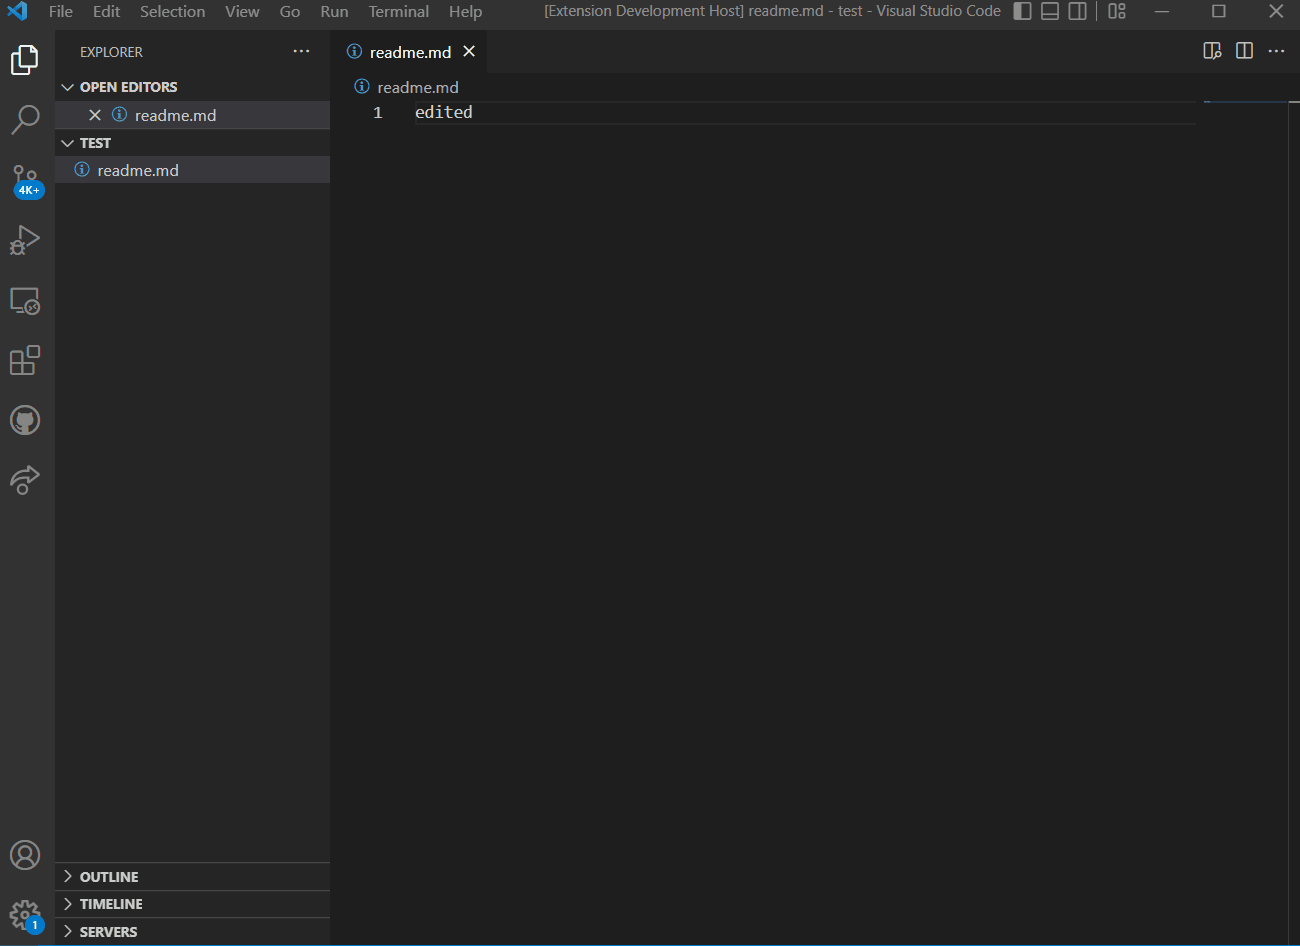 File Edit Selection View Go Run Terminal Help [Extension Development Host] readme.md - test - Visual Studio Code
EXPLORER
readme.md
OPEN EDITORS
readme.md
readme.md
1 edited
TEST
readme.md
4K+
OUTLINE
TIMELINE
1
SERVERS